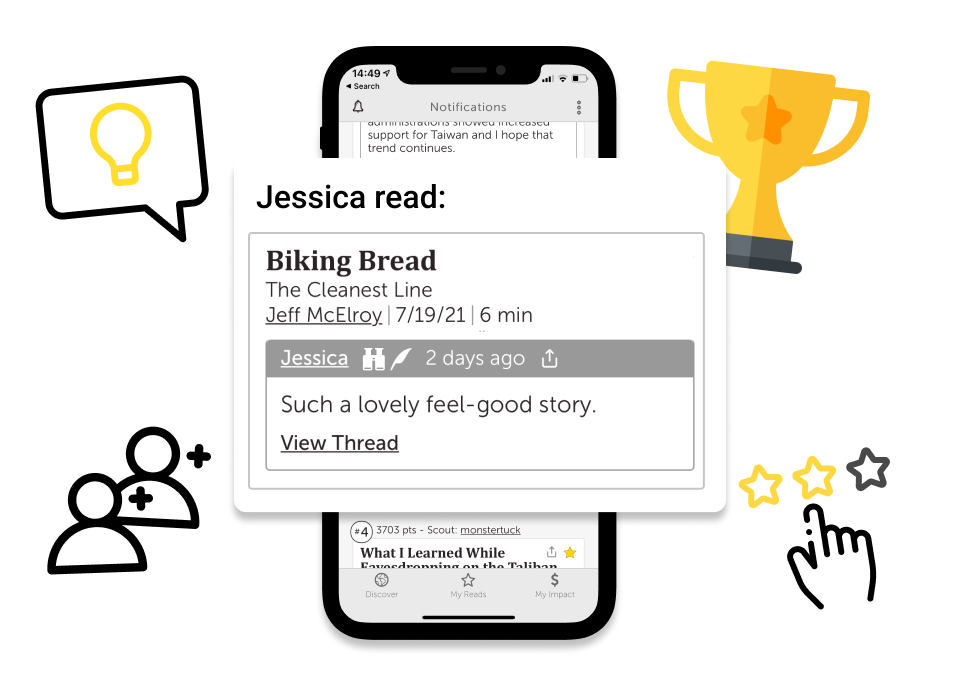 14:49
◀ Search
Notifications
administrations showed increased
support for Taiwan and I hope that
trend continues.
Jessica read:
Biking Bread
The Cleanest Line
Jeff McElroy | 7/19/21 | 6 min
Jessica 2 days ago
Such a lovely feel-good story.
View Thread
#4 3703 pts - Scout: monstertuck
What I Learned While
Eavesdropping on the Taliban
Discover My Reads My Impact